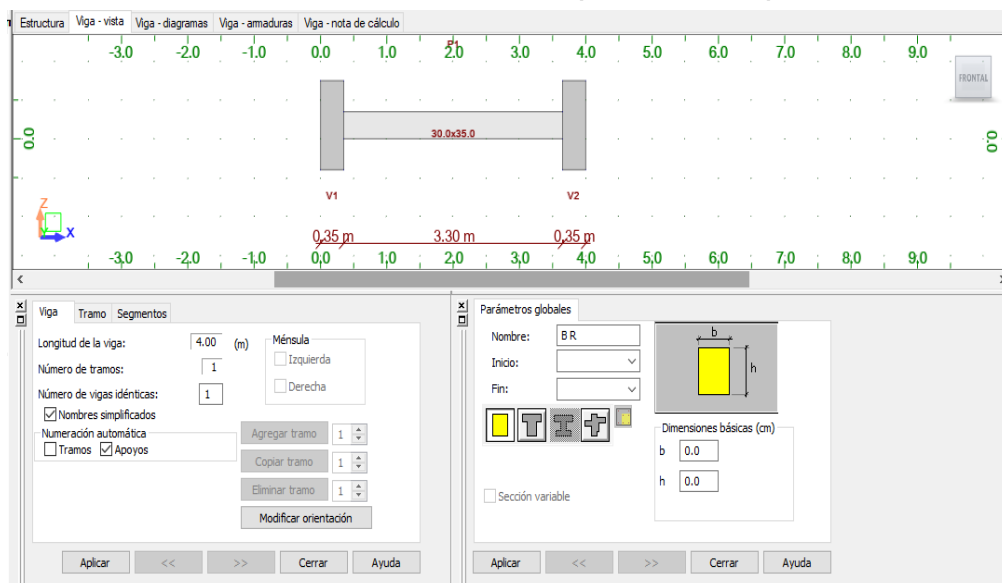 Estructura Viga - vista Viga - diagramas Viga - armaduras Viga - nota de cálculo
-3,0 -2,0 -1,0 0,0 1,0 P1 2,0 3,0 4,0 5,0 6,0 7,0 8,0 9,0
FRONTAL
0,0 30.0x35.0 0,0
V1 V2
Z
Y X
0,35 m 3.30 m 0,35 m
-3,0 -2,0 -1,0 0,0 1,0 2,0 3,0 4,0 5,0 6,0 7,0 8,0 9,0
< >
Viga Tramo Segmentos
Longitud de la viga: 4.00 (m)
Número de tramos: 1
Número de vigas idénticas: 1
Nombres simplificados
Numeración automática
Tramos Apoyos
Ménsula
Izquierda
Derecha
Agregar tramo 1
Copiar tramo 1
Eliminar tramo 1
Modificar orientación
Aplicar << >> Cerrar Ayuda
Parámetros globales
Nombre: B R
Inicio:
Fin:
Sección variable
b
h
Dimensiones básicas (cm)
b 0.0
h 0.0
Aplicar << >> Cerrar Ayuda